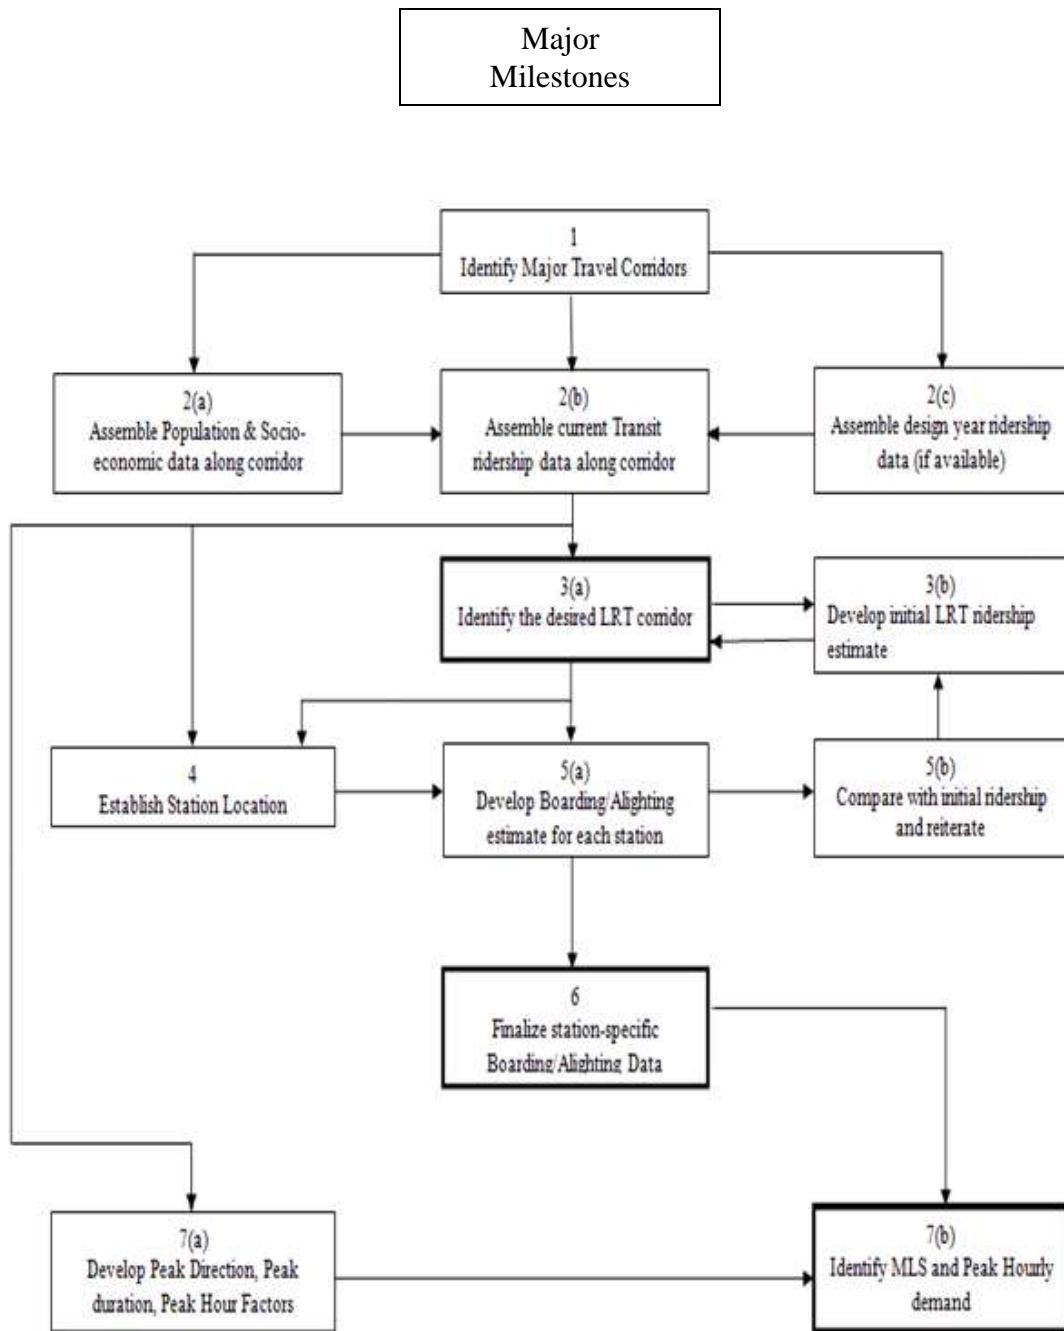 Major
Milestones
1
Identify Major Travel Corridors
2(a)
Assemble Population & Socio-
economic data along corridor
2(b)
Assemble current Transit
ridership data along corridor
2(c)
Assemble design year ridership
data (if available)
3(a)
Identify the desired LRT corridor
3(b)
Develop initial LRT ridership
estimate
4
Establish Station Location
5(a)
Develop Boarding/Alighting
estimate for each station
5(b)
Compare with initial ridership
and reiterate
6
Finalize station-specific
Boarding/Alighting Data
7(a)
Develop Peak Direction, Peak
duration, Peak Hour Factors
7(b)
Identify MLS and Peak Hourly
demand